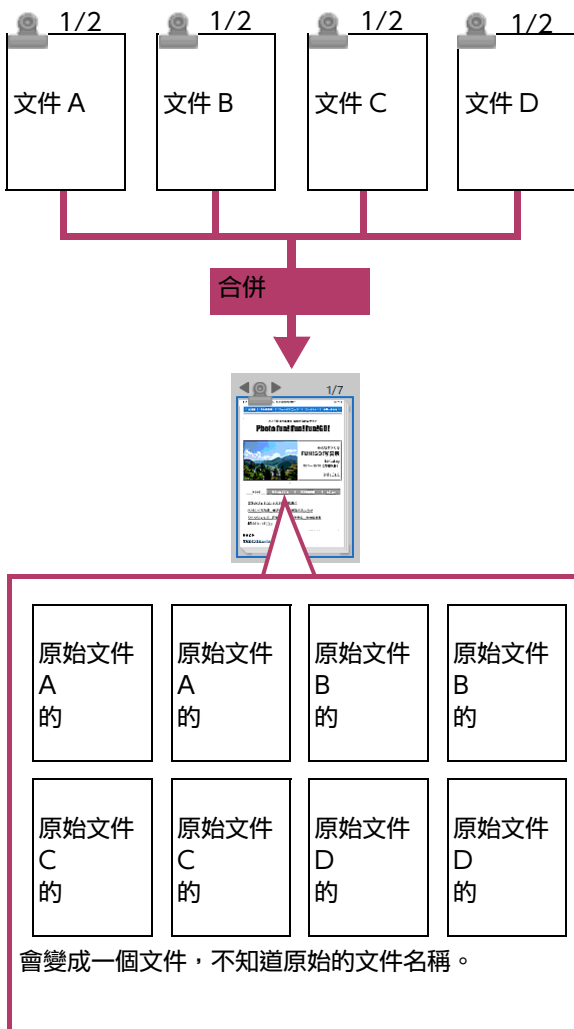 1/2
1/2
1/2
1/2
文件 A
文件 B
文件 C
文件 D
合併
1/7
Photo fun! Fun! Fun! GO!
原始文件
A
的
原始文件
A
的
原始文件
B
的
原始文件
B
的
原始文件
C
的
原始文件
C
的
原始文件
D
的
原始文件
D
的
會變成一個文件，不知道原始的文件名稱。